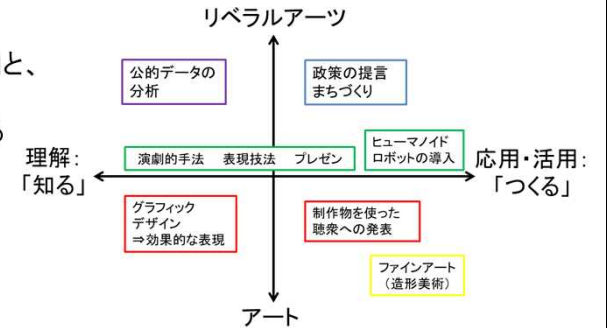 リベラルアーツ
と、
公的データの
分析
政策の提言
まちづくり
理解:
「知る」
演劇的手法 表現技法 プレゼン
ヒューマノイド
ロボットの導入
応用・活用:
「つくる」
グラフィック
デザイン
⇒効果的な表現
制作物を使った
聴衆への発表
ファインアート
(造形美術)
アート